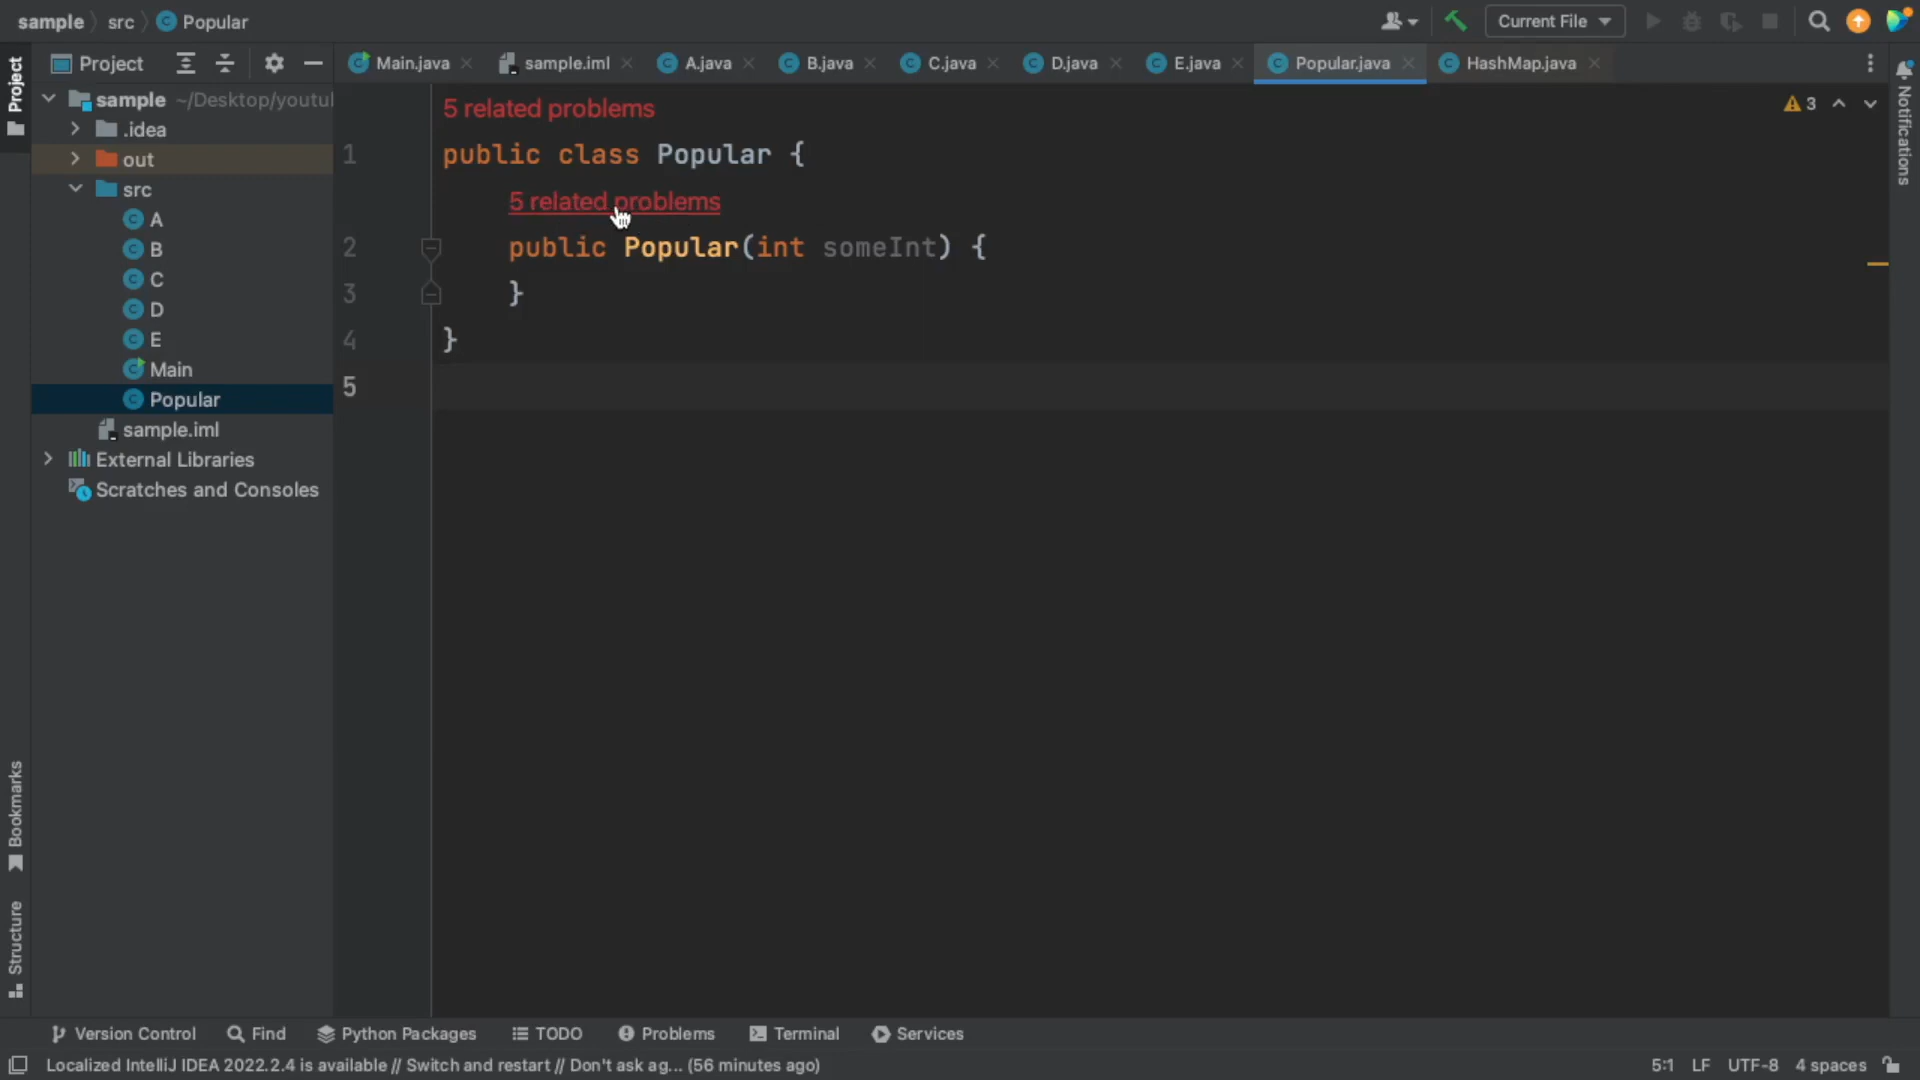 sample src Popular
Current File
Project
Main.java sample.iml A.java B.java C.java D.java E.java Popular.java HashMap.java
Project
sample ~/Desktop/youtul
.idea
out
src
A
B
C
D
E
Main
Popular
sample.iml
External Libraries
Scratches and Consoles
5 related problems
1 public class Popular {
5 related problems
2 public Popular(int someInt) {
3 }
4 }
5
3
Notifications
Bookmarks
Structure
Version Control Find Python Packages TODO Problems Terminal Services
Localized IntelliJ IDEA 2022.2.4 is available // Switch and restart // Don't ask ag... (56 minutes ago)
5:1 LF UTF-8 4 spaces